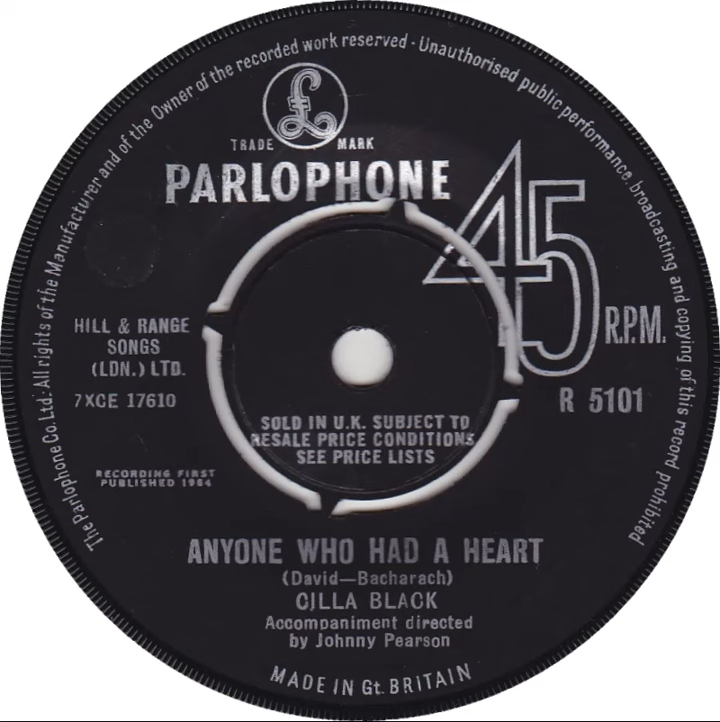 The Parlophone Co. Ltd. All rights of the Manufacturer and of the Owner of the recorded work reserved - Unauthorised public performance, broadcasting and copying of this record prohibited
£
TRADE MARK
PARLOPHONE
45
R.P.M.
HILL & RANGE
SONGS
(LDN.) LTD.
7XCE 17610
R 5101
SOLD IN U.K. SUBJECT TO
RESALE PRICE CONDITIONS
SEE PRICE LISTS
RECORDING FIRST
PUBLISHED 1964
ANYONE WHO HAD A HEART
(David—Bacharach)
CILLA BLACK
Accompaniment directed
by Johnny Pearson
MADE IN Gt. BRITAIN